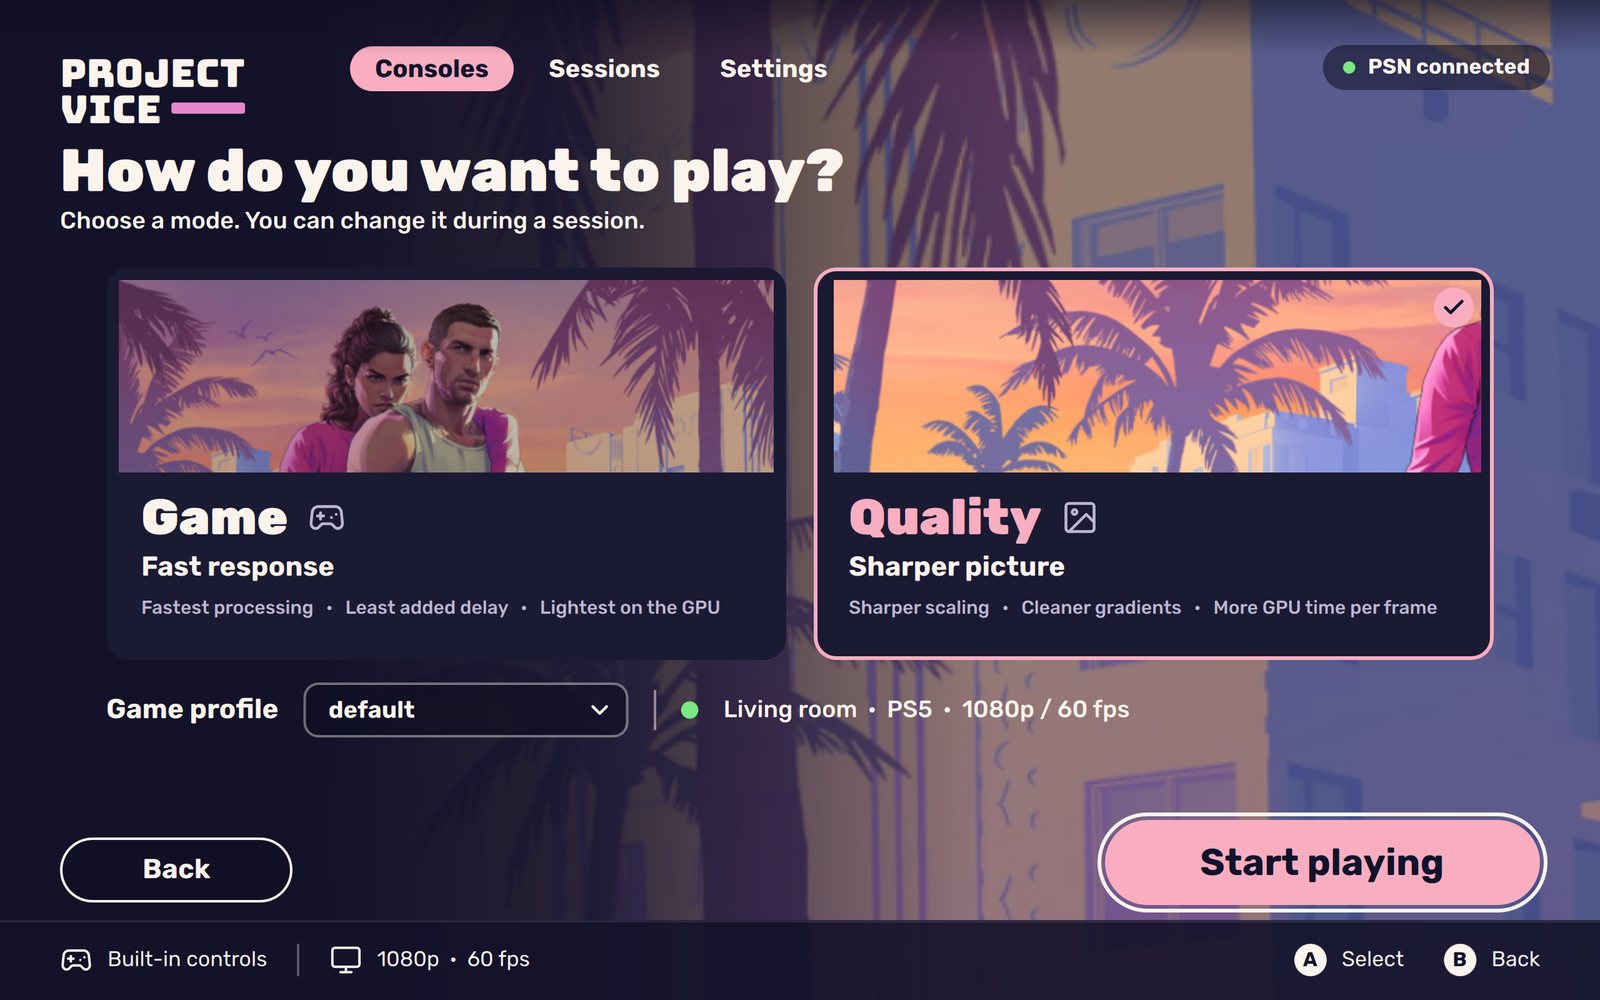 PROJECT
VICE
Consoles
Sessions
Settings
PSN connected
How do you want to play?
Choose a mode. You can change it during a session.
Game
Fast response
Fastest processing • Least added delay • Lightest on the GPU
Quality
Sharper picture
Sharper scaling • Cleaner gradients • More GPU time per frame
Game profile
default
Living room • PS5 • 1080p / 60 fps
Back
Start playing
Built-in controls
1080p • 60 fps
A Select
B Back